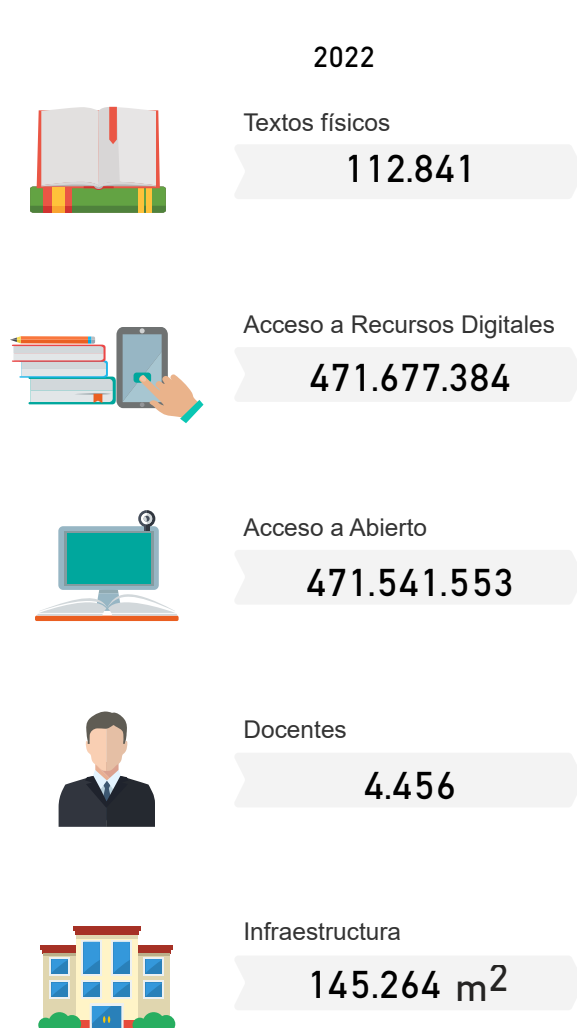 2022
Textos físicos
112.841
Acceso a Recursos Digitales
471.677.384
Acceso a Abierto
471.541.553
Docentes
4.456
Infraestructura
145.264 m²